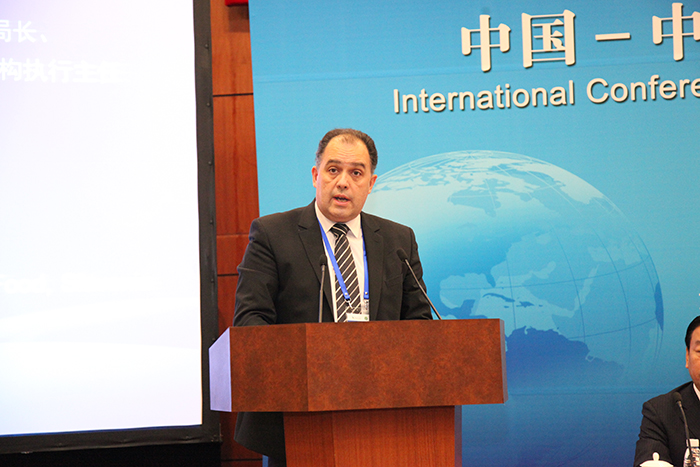 局长、
构执行主任
中国－中
International Confere